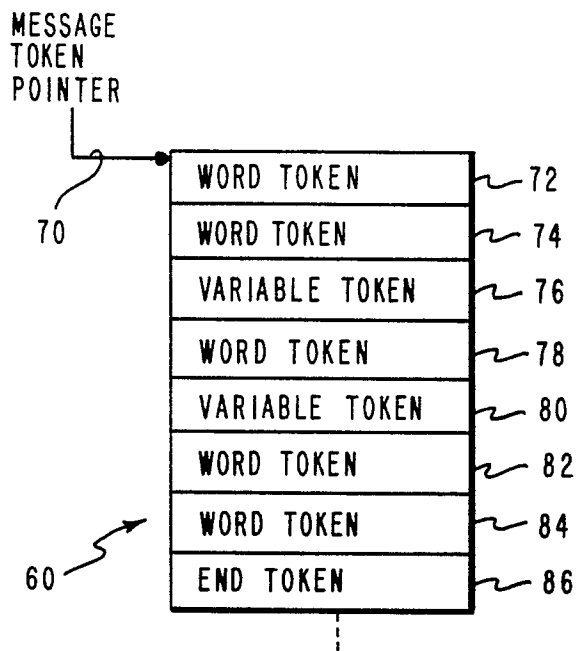 MESSAGE
TOKEN
POINTER
70
WORD TOKEN 72
WORD TOKEN 74
VARIABLE TOKEN 76
WORD TOKEN 78
VARIABLE TOKEN 80
WORD TOKEN 82
WORD TOKEN 84
60
END TOKEN 86